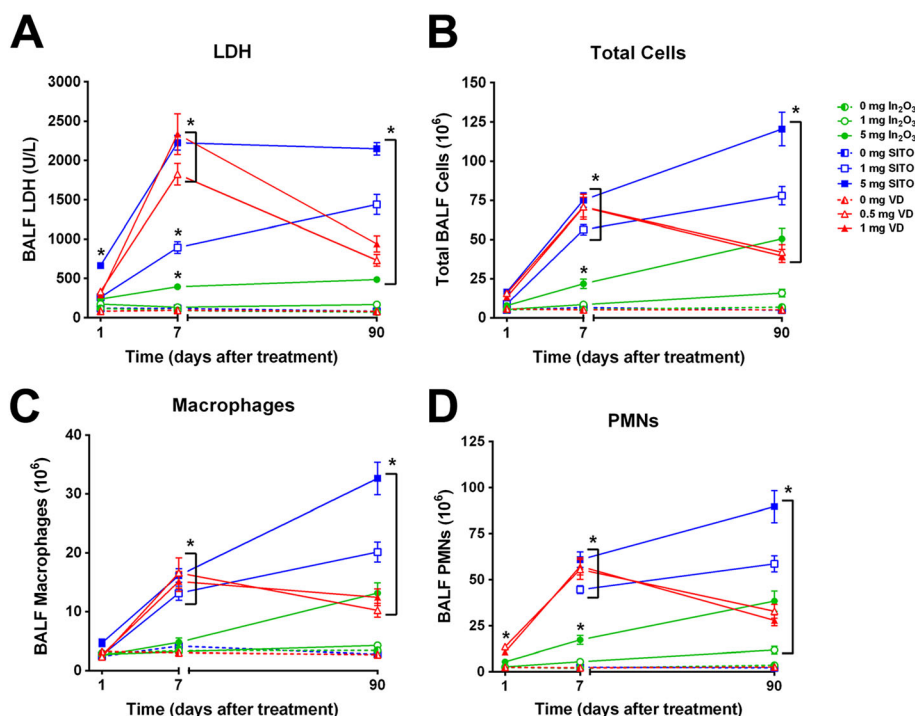 A
LDH
BALF LDH (U/L)
3000
2500
2000
1500
1000
500
0
1
7
90
Time (days after treatment)
*
*
*
*
*
B
Total Cells
Total BALF Cells (10⁶)
150
125
100
75
50
25
0
1
7
90
Time (days after treatment)
*
*
*
0 mg In₂O₃
1 mg In₂O₃
5 mg In₂O₃
0 mg SITO
1 mg SITO
5 mg SITO
0 mg VD
0.5 mg VD
1 mg VD
C
Macrophages
BALF Macrophages (10⁶)
40
30
20
10
0
1
7
90
Time (days after treatment)
*
*
D
PMNs
BALF PMNs (10⁶)
125
100
75
50
25
0
1
7
90
Time (days after treatment)
*
*
*
*